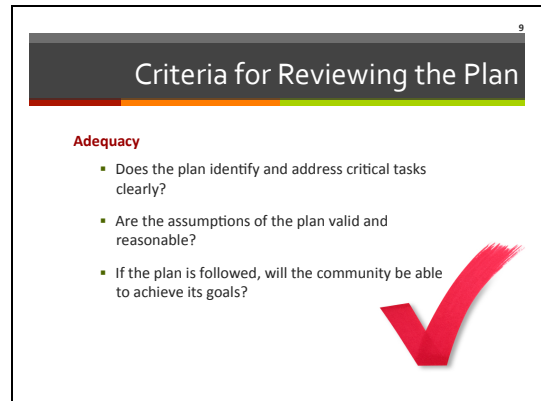 9
Criteria for Reviewing the Plan
Adequacy
▪ Does the plan identify and address critical tasks
clearly?
▪ Are the assumptions of the plan valid and
reasonable?
▪ If the plan is followed, will the community be able
to achieve its goals?